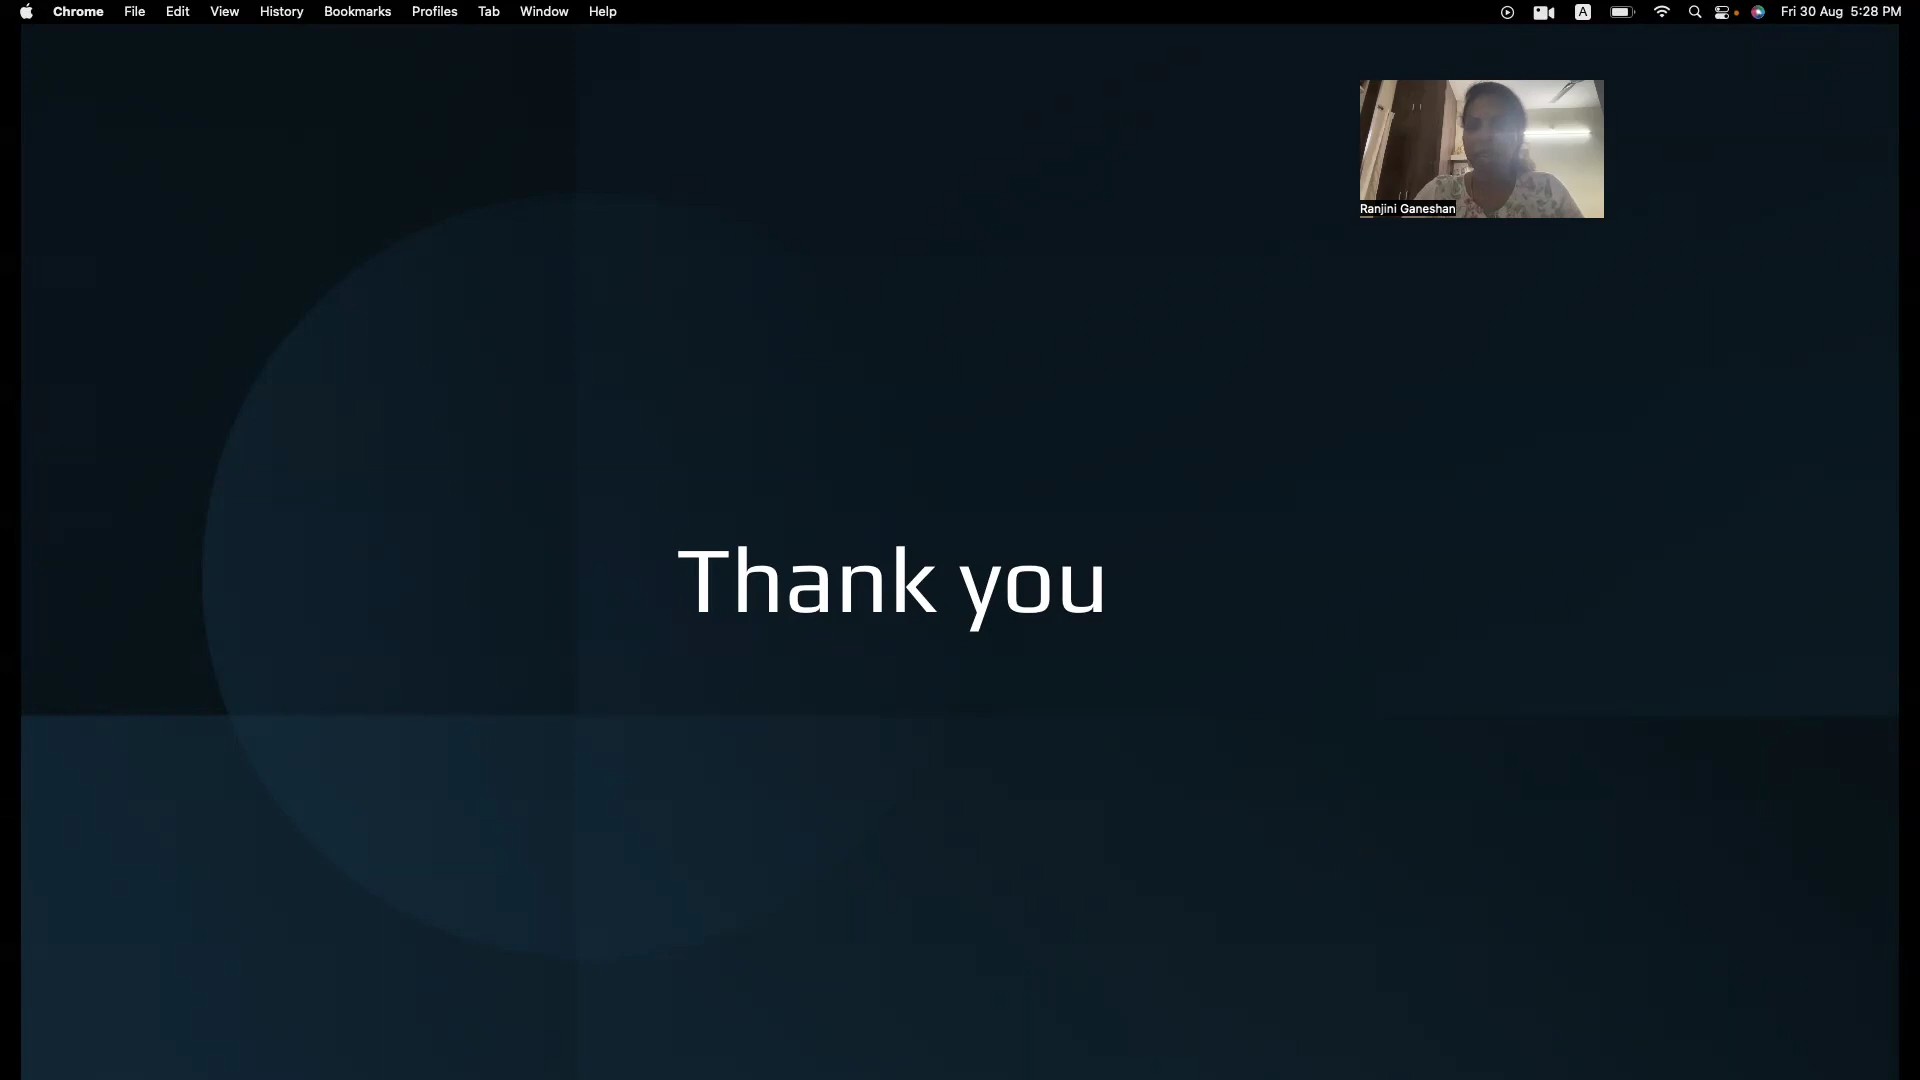 Chrome File Edit View History Bookmarks Profiles Tab Window Help A Fri 30 Aug 5:28 PM
Ranjini Ganeshan
Thank you